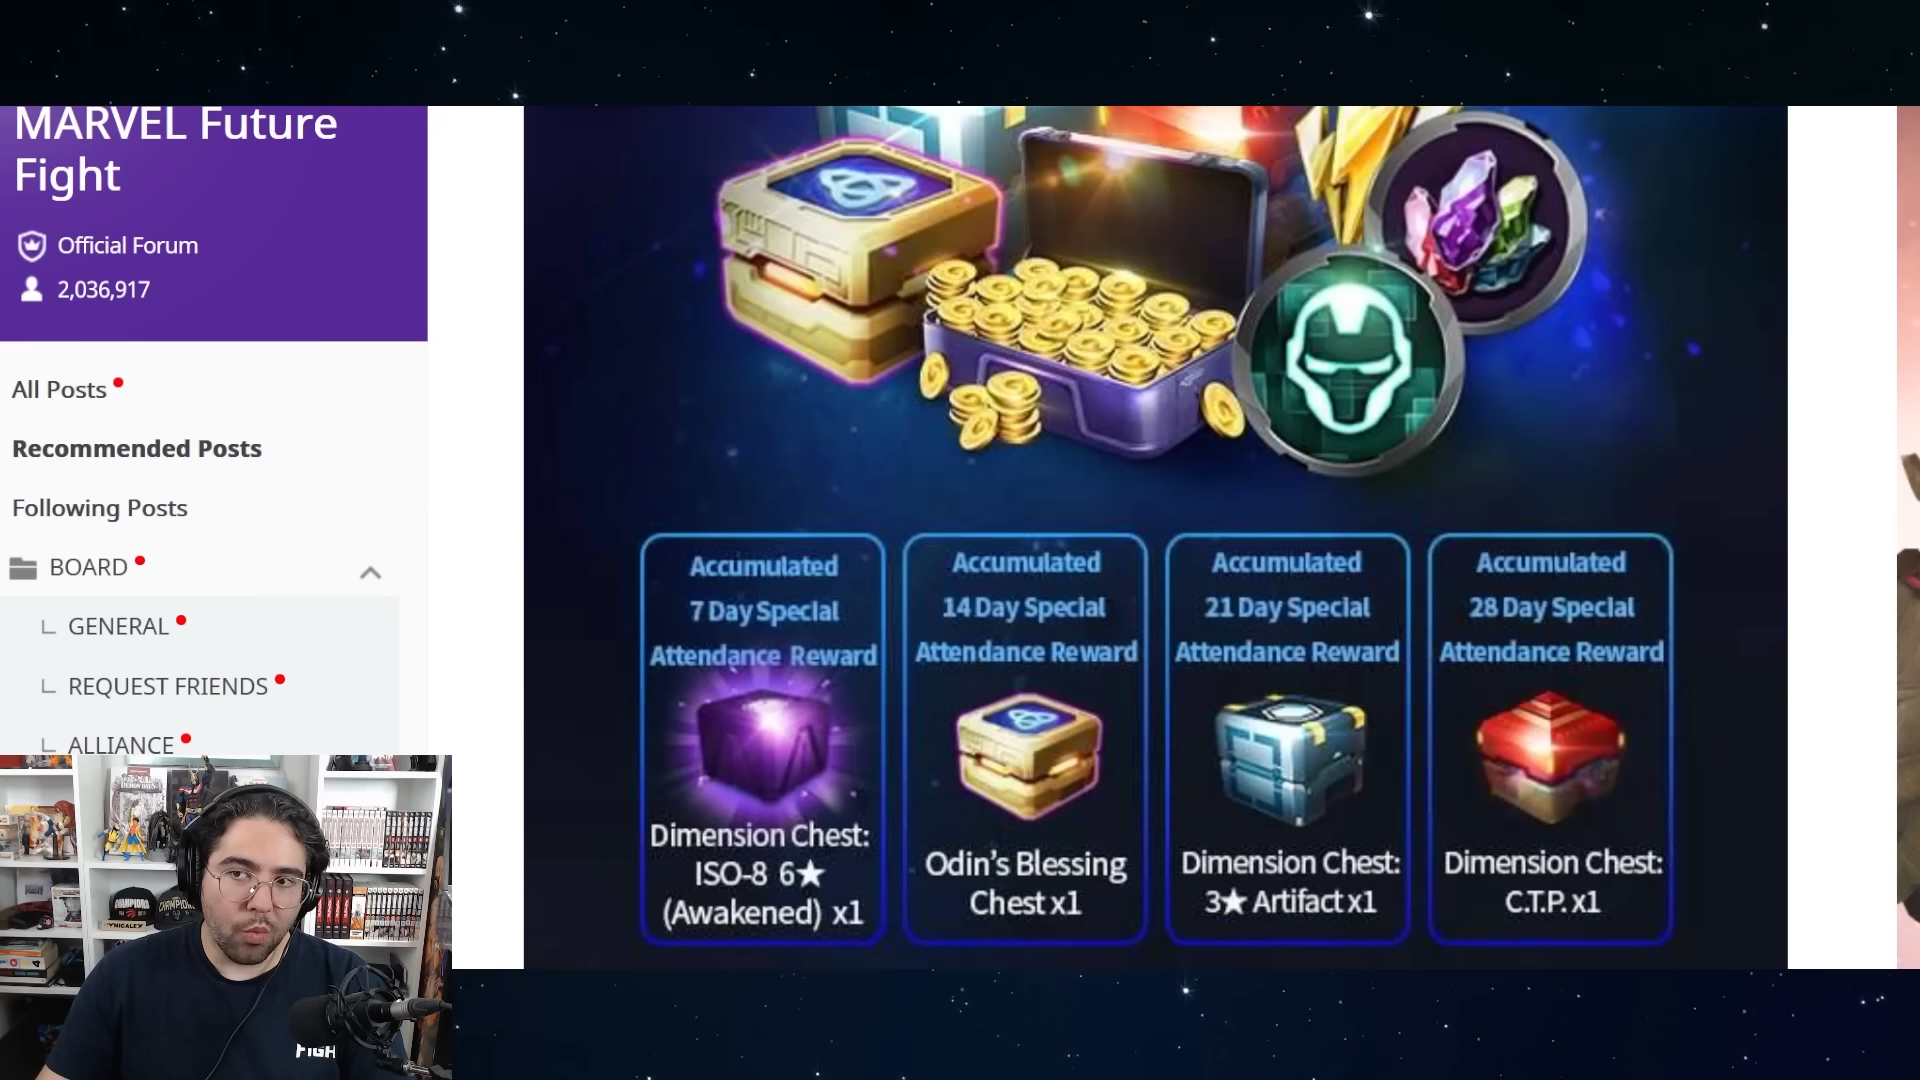 MARVEL Future
Fight
Official Forum
2,036,917
All Posts
Recommended Posts
Following Posts
BOARD
GENERAL
REQUEST FRIENDS
ALLIANCE
Accumulated
7 Day Special
Attendance Reward
Dimension Chest:
ISO-8 6★
(Awakened) x1
Accumulated
14 Day Special
Attendance Reward
Odin's Blessing
Chest x1
Accumulated
21 Day Special
Attendance Reward
Dimension Chest:
3★ Artifact x1
Accumulated
28 Day Special
Attendance Reward
Dimension Chest:
C.T.P. x1
CHAMPIONS